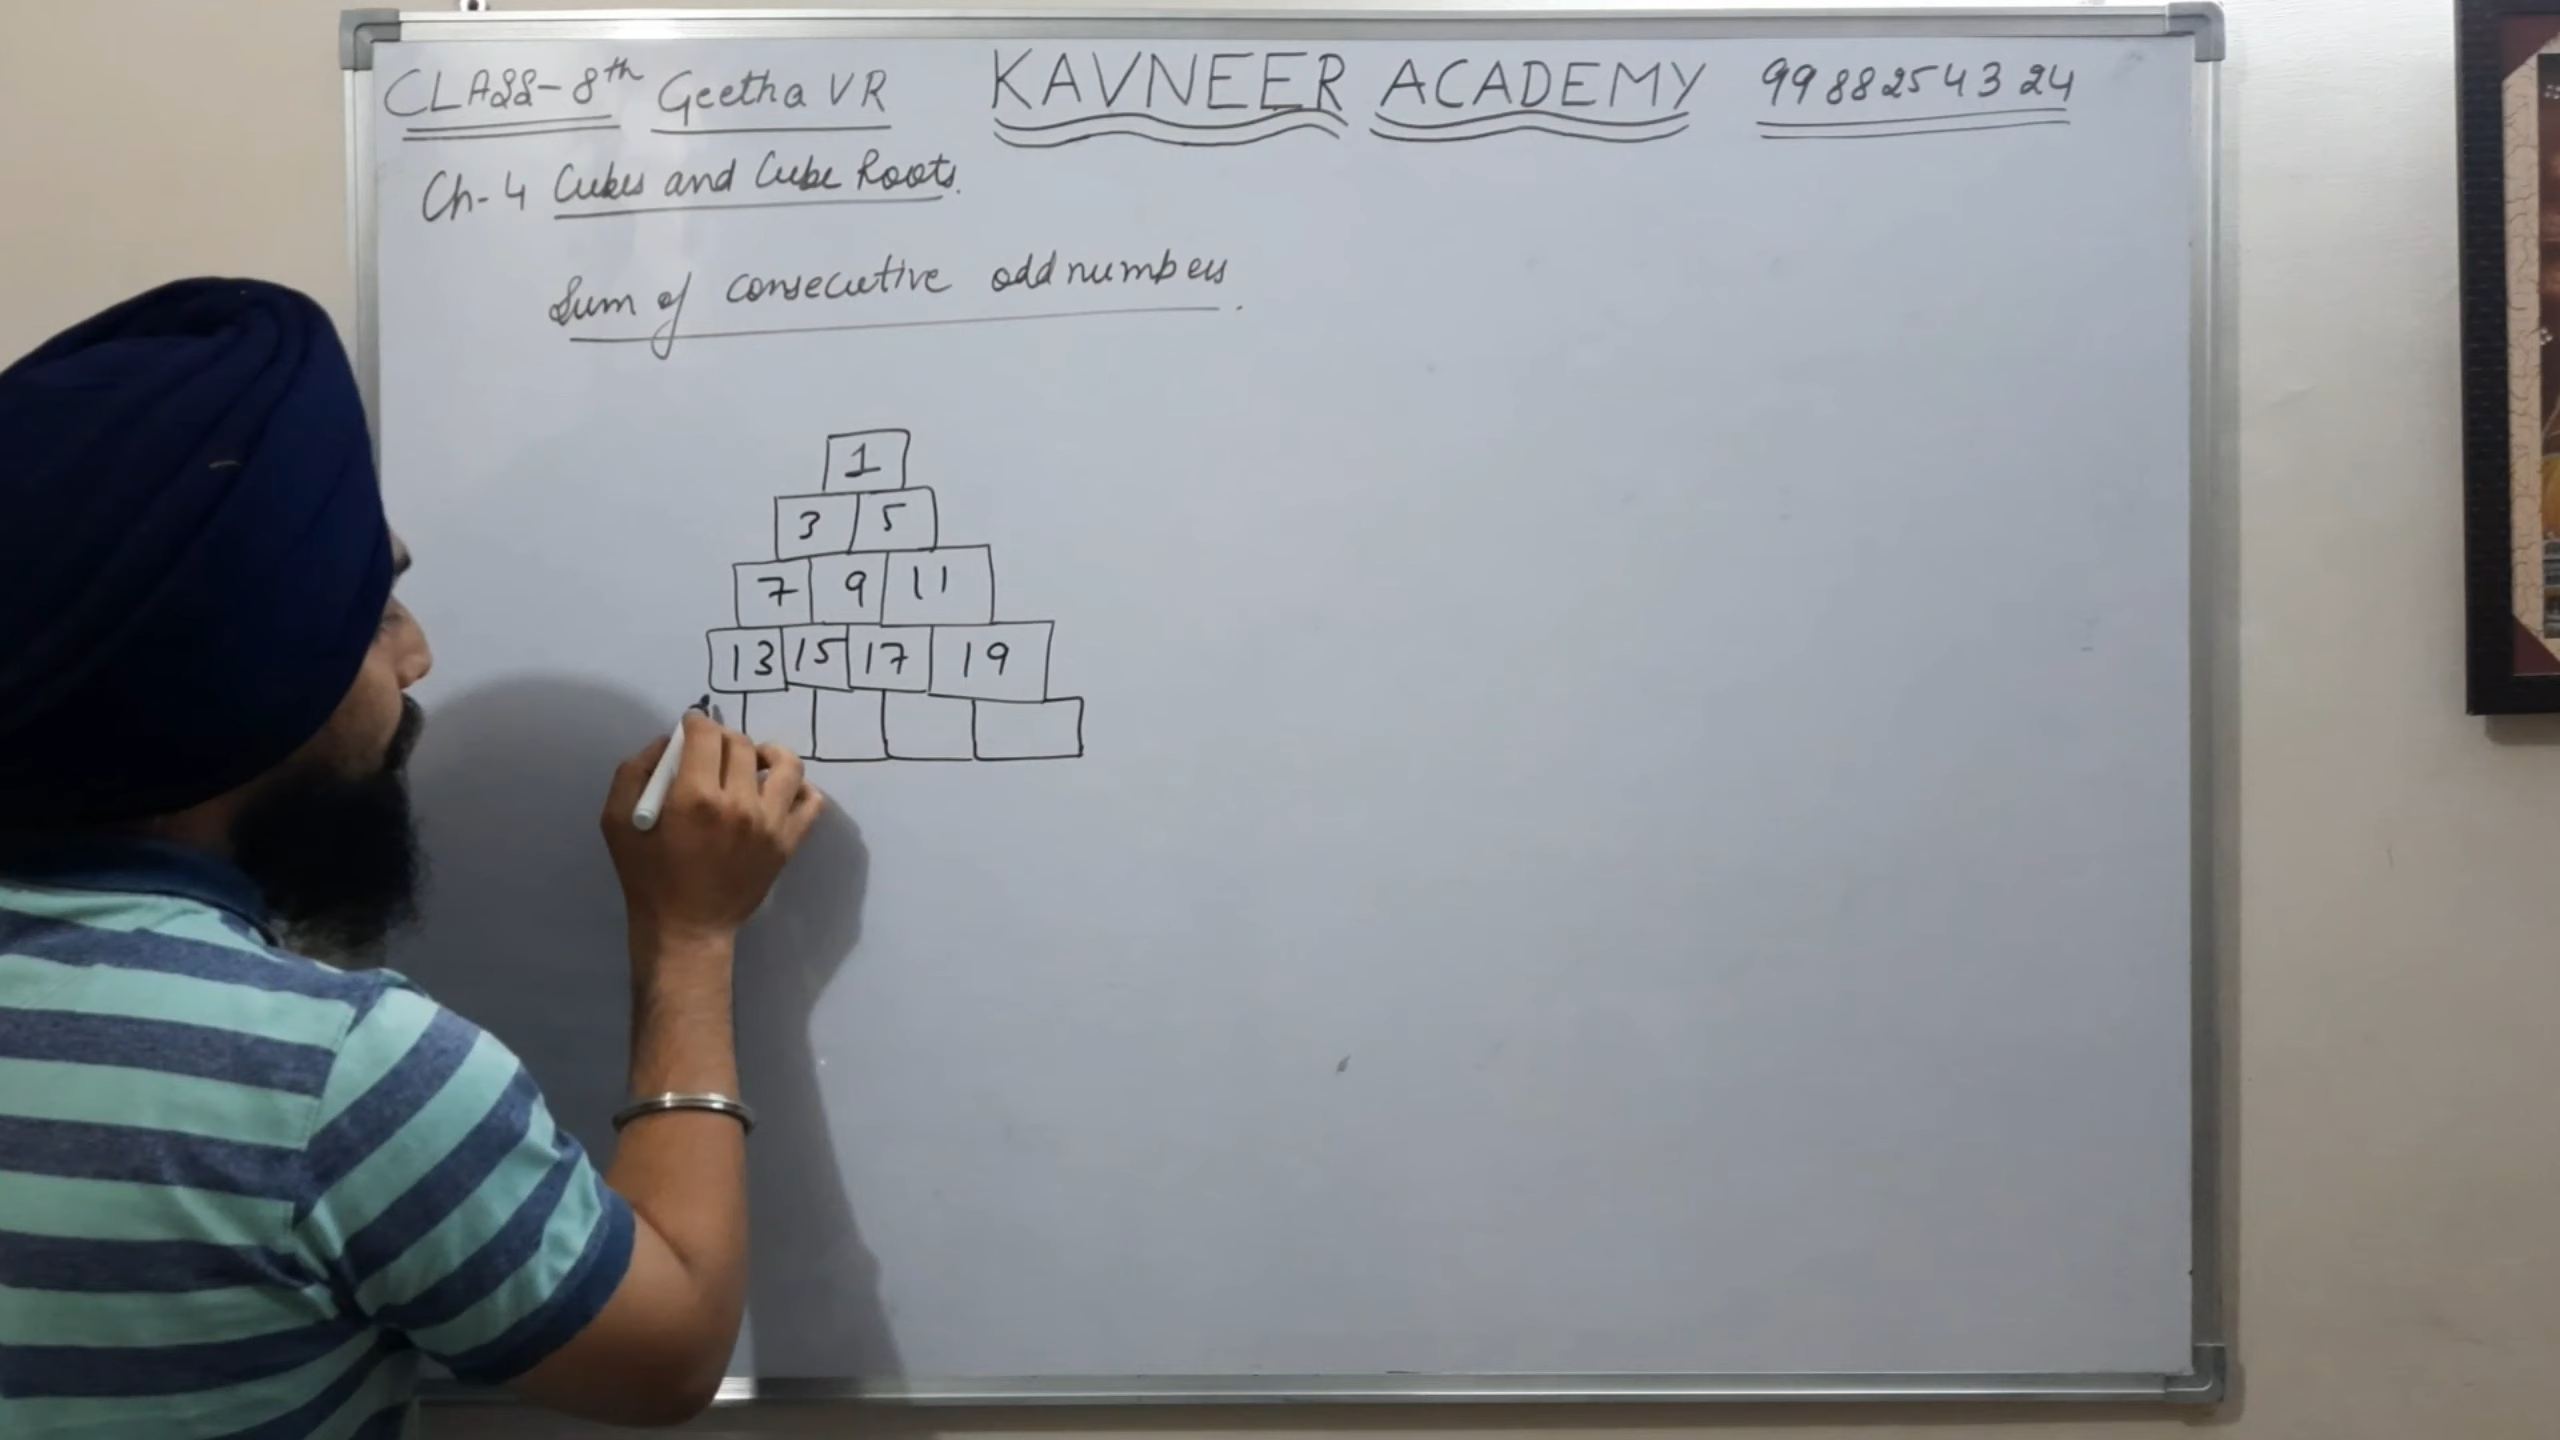 CLASS-8th Geetha VR KAVNEER ACADEMY 9988254324
Ch-4 Cubes and Cube Roots.
Sum of consecutive odd numbers.
1
3 5
7 9 11
13 15 17 19